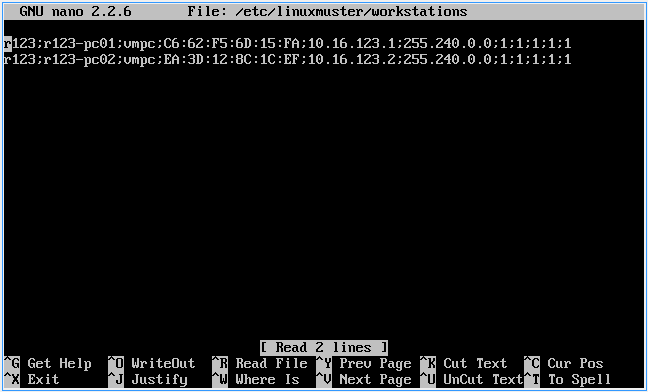 GNU nano 2.2.6 File: /etc/linuxmuster/workstations
r123;r123-pc01;vmpc;C6:62:F5:6D:15:FA;10.16.123.1;255.240.0.0;1;1;1;1;1
r123;r123-pc02;vmpc;EA:3D:12:8C:1C:EF;10.16.123.2;255.240.0.0;1;1;1;1;1
[ Read 2 lines ]
^G Get Help ^O WriteOut ^R Read File ^Y Prev Page ^K Cut Text ^C Cur Pos
^X Exit ^J Justify ^W Where Is ^V Next Page ^U UnCut Text ^T To Spell